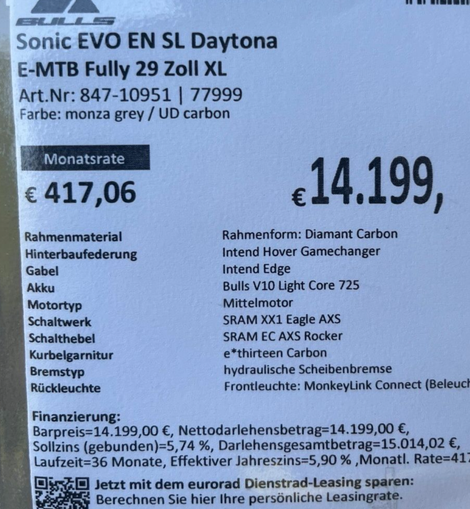 BULLS
Sonic EVO EN SL Daytona
E-MTB Fully 29 Zoll XL
Art.Nr: 847-10951 | 77999
Farbe: monza grey / UD carbon
Monatsrate
€ 417,06
€ 14.199,
Rahmenmaterial Rahmenform: Diamant Carbon
Hinterbaufederung Intend Hover Gamechanger
Gabel Intend Edge
Akku Bulls V10 Light Core 725
Motortyp Mittelmotor
Schaltwerk SRAM XX1 Eagle AXS
Schalthebel SRAM EC AXS Rocker
Kurbelgarnitur e*thirteen Carbon
Bremstyp hydraulische Scheibenbremse
Rückleuchte Frontleuchte: MonkeyLink Connect (Beleuch
Finanzierung:
Barpreis=14.199,00 €, Nettodarlehensbetrag=14.199,00 €,
Sollzins (gebunden)=5,74 %, Darlehensgesamtbetrag=15.014,02 €,
Laufzeit=36 Monate, Effektiver Jahreszins=5,90 % ,Monatl. Rate=417
Jetzt mit dem eurorad Dienstrad-Leasing sparen:
Berechnen Sie hier Ihre persönliche Leasingrate.